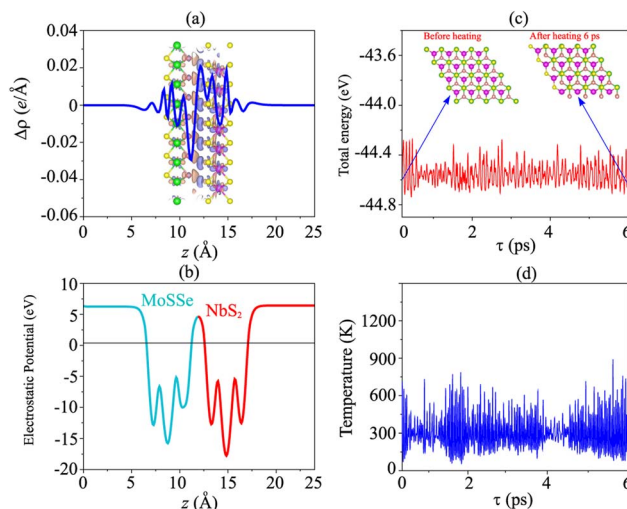 (a)
0.04
0.02
0
-0.02
-0.04
-0.06
Δρ (e/Å)
0 5 10 15 20 25
z (Å)
(c)
Before heating
After heating 6 ps
-43.6
-44.0
-44.4
-44.8
Total energy (eV)
0 2 4 6
τ (ps)
(b)
MoSSe
NbS₂
10
5
0
-5
-10
-15
-20
Electrostatic Potential (eV)
0 5 10 15 20 25
z (Å)
(d)
1500
1200
900
600
300
0
Temperature (K)
0 2 4 6
τ (ps)